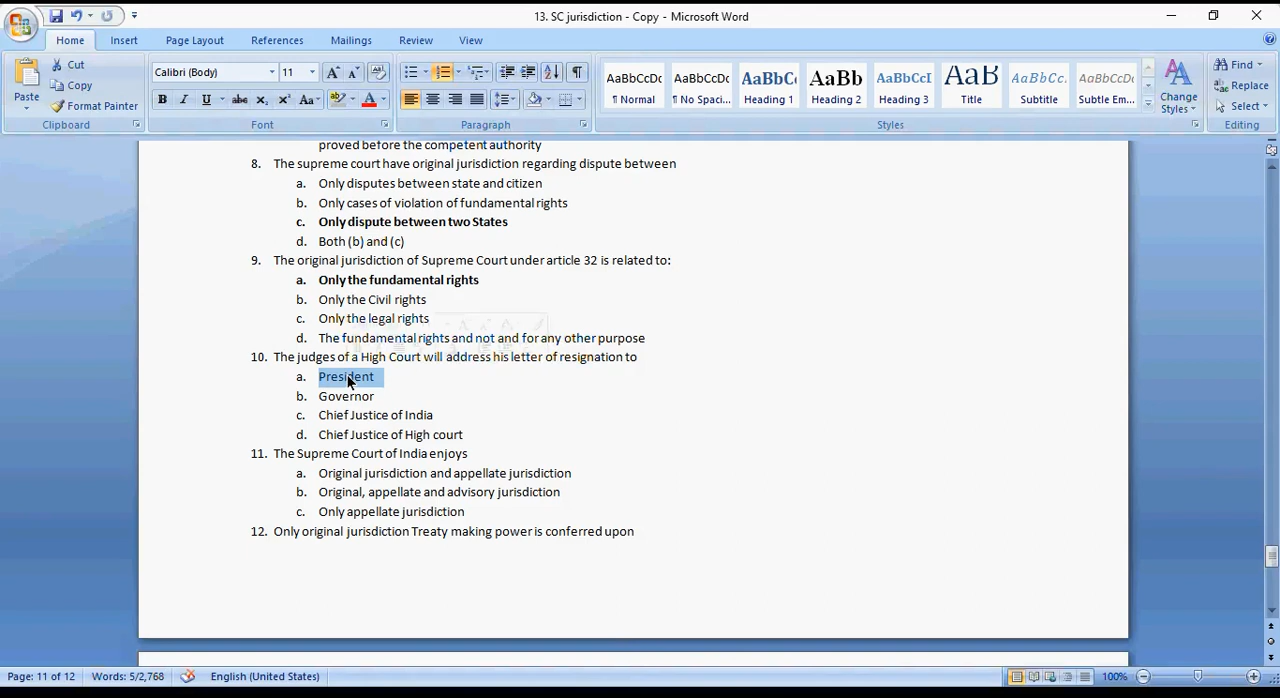 13. SC jurisdiction - Copy - Microsoft Word
Home Insert Page Layout References Mailings Review View
Paste
Cut
Copy
Format Painter
Clipboard
Calibri (Body) 11
Font
Paragraph
AaBbCcDc AaBbCcDc AaBbCc AaBb AaBbCcI AaB AaBbCc. AaBbCcDc
¶ Normal ¶ No Spaci... Heading 1 Heading 2 Heading 3 Title Subtitle Subtle Em...
Change Styles
Styles
Find
Replace
Select
Editing
proved before the competent authority
8. The supreme court have original jurisdiction regarding dispute between
a. Only disputes between state and citizen
b. Only cases of violation of fundamental rights
c. Only dispute between two States
d. Both (b) and (c)
9. The original jurisdiction of Supreme Court under article 32 is related to:
a. Only the fundamental rights
b. Only the Civil rights
c. Only the legal rights
d. The fundamental rights and not and for any other purpose
10. The judges of a High Court will address his letter of resignation to
a. President
b. Governor
c. Chief Justice of India
d. Chief Justice of High court
11. The Supreme Court of India enjoys
a. Original jurisdiction and appellate jurisdiction
b. Original, appellate and advisory jurisdiction
c. Only appellate jurisdiction
12. Only original jurisdiction Treaty making power is conferred upon
Page: 11 of 12 Words: 5/2,768 English (United States) 100%